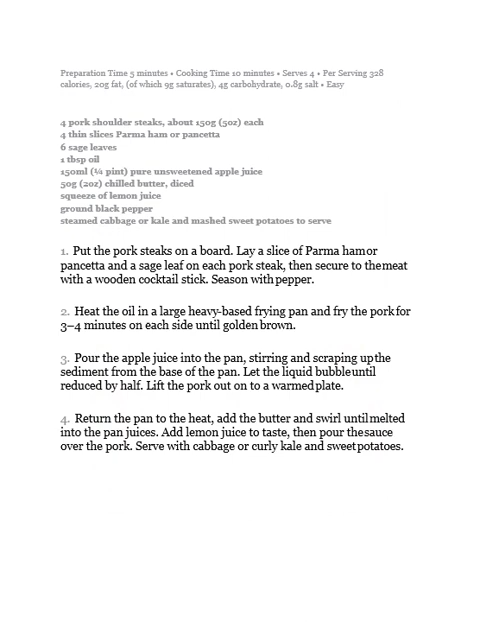 Preparation Time 5 minutes • Cooking Time 10 minutes • Serves 4 • Per Serving 328
calories, 20g fat, (of which 9g saturates), 4g carbohydrate, 0.8g salt • Easy
4 pork shoulder steaks, about 150g (5oz) each
4 thin slices Parma ham or pancetta
6 sage leaves
1 tbsp oil
150ml (¼ pint) pure unsweetened apple juice
50g (2oz) chilled butter, diced
squeeze of lemon juice
ground black pepper
steamed cabbage or kale and mashed sweet potatoes to serve
1. Put the pork steaks on a board. Lay a slice of Parma ham or
pancetta and a sage leaf on each pork steak, then secure to the meat
with a wooden cocktail stick. Season with pepper.
2. Heat the oil in a large heavy-based frying pan and fry the pork for
3–4 minutes on each side until golden brown.
3. Pour the apple juice into the pan, stirring and scraping up the
sediment from the base of the pan. Let the liquid bubble until
reduced by half. Lift the pork out on to a warmed plate.
4. Return the pan to the heat, add the butter and swirl until melted
into the pan juices. Add lemon juice to taste, then pour the sauce
over the pork. Serve with cabbage or curly kale and sweet potatoes.